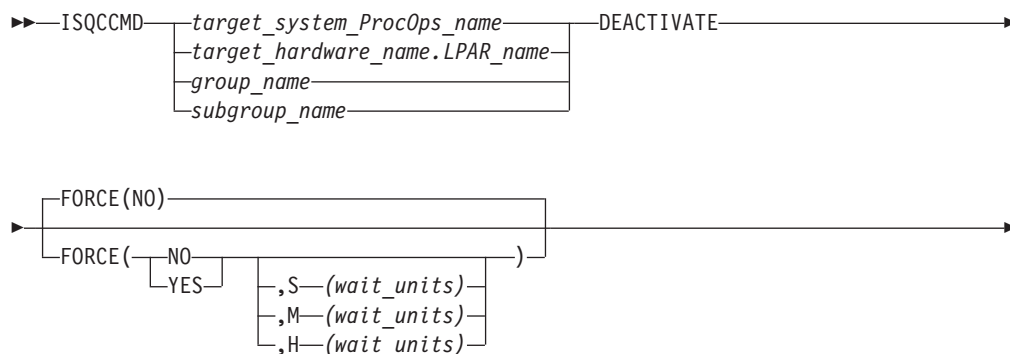 ISQCCMD target_system_ProcOps_name DEACTIVATE
target_hardware_name.LPAR_name
group_name
subgroup_name
FORCE(NO)
FORCE( NO )
YES ,S (wait_units)
,M (wait_units)
,H (wait_units)